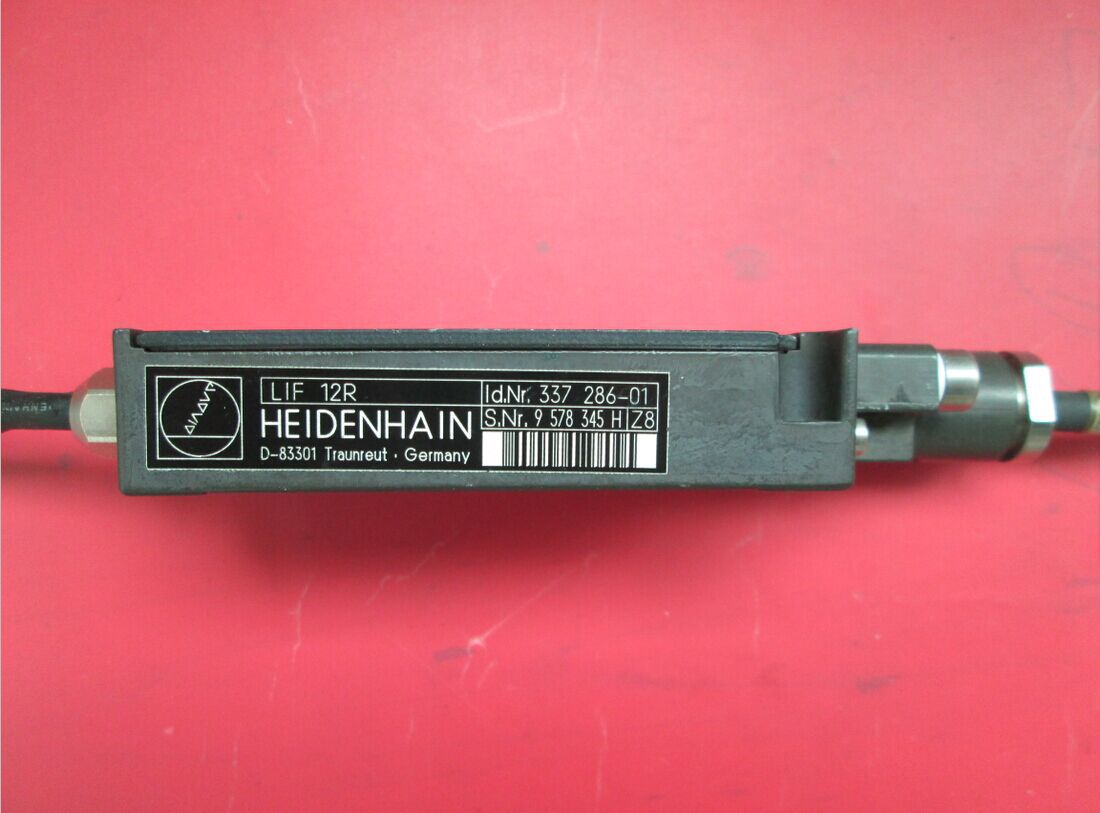 LIF 12R
Id.Nr. 337 286-01
HEIDENHAIN
S.Nr. 9 578 345 H Z8
D-83301 Traunreut · Germany